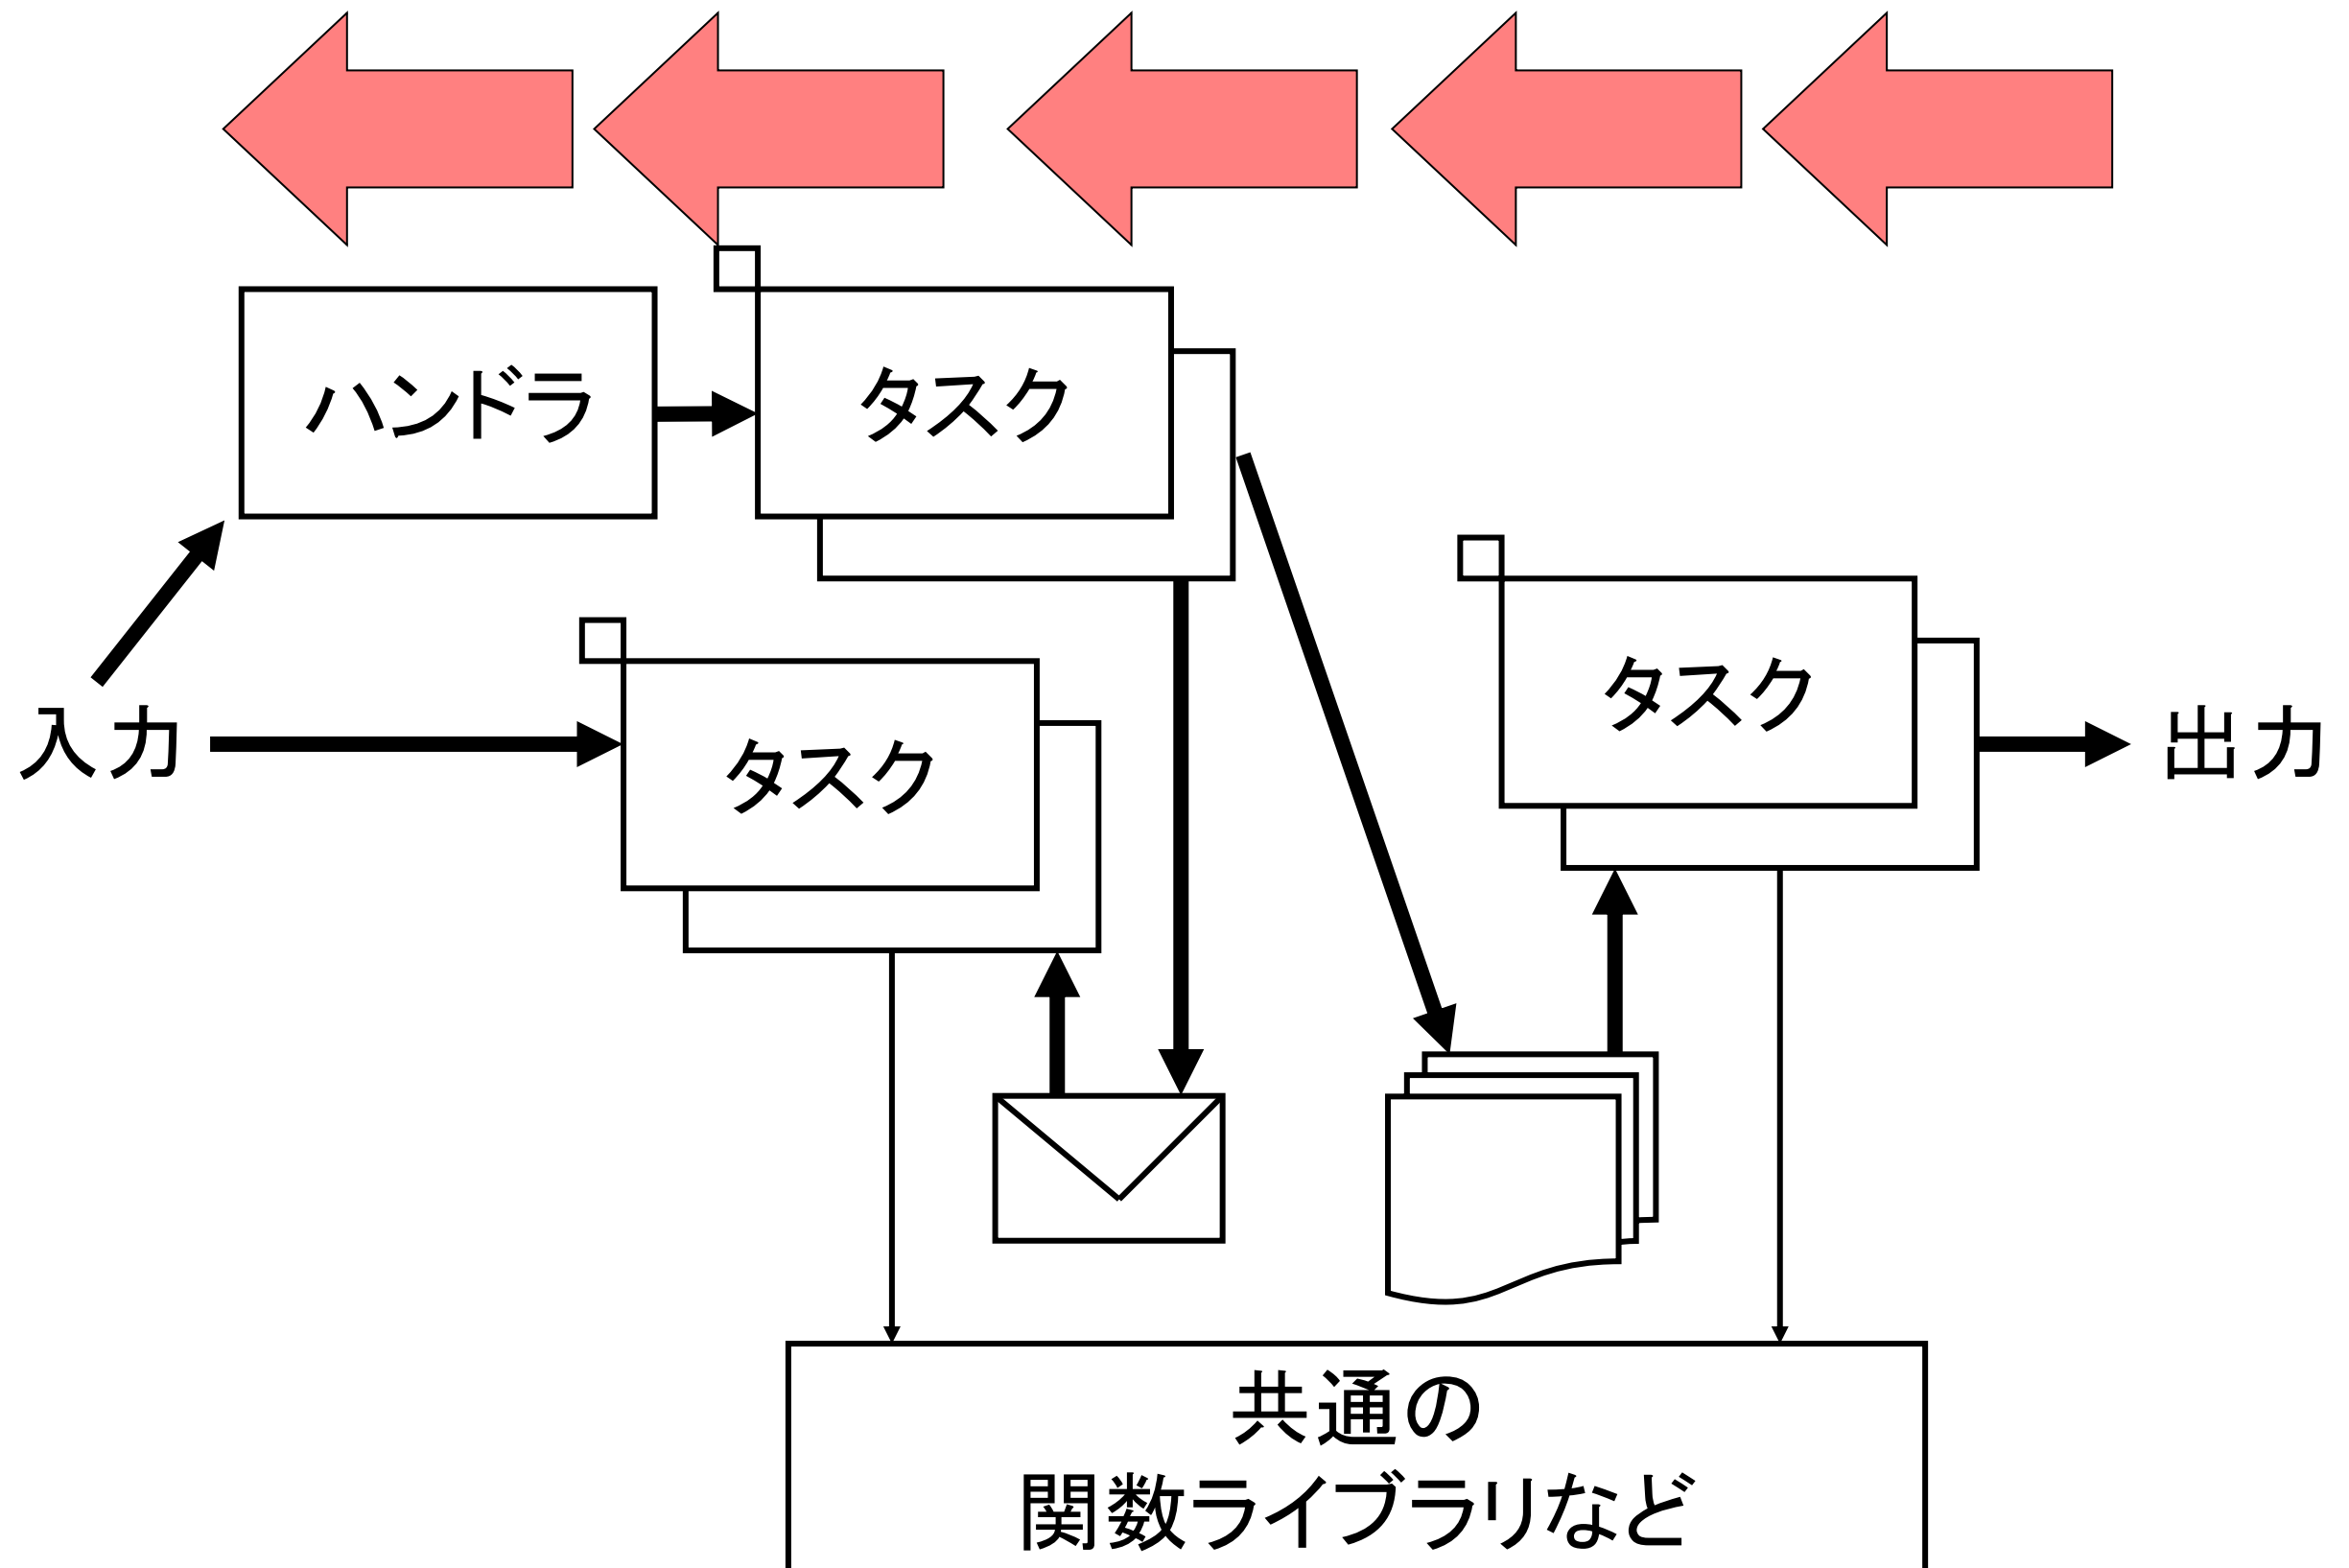 ハンドラ
タスク
入力
タスク
タスク
出力
共通の
関数ライブラリなど